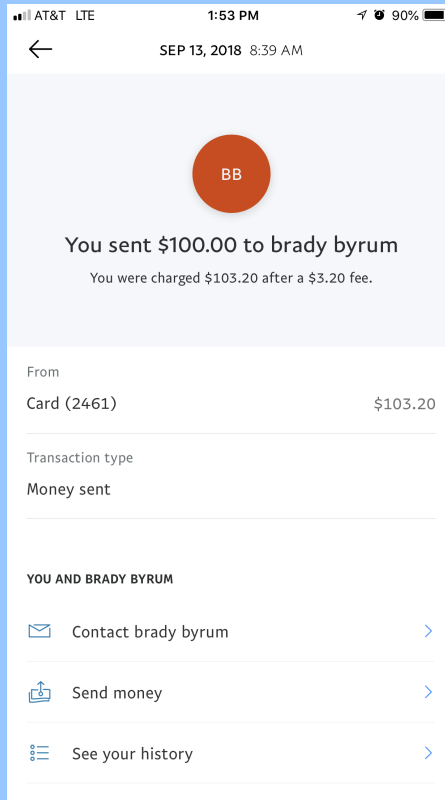 AT&T LTE 1:53 PM 90%
SEP 13, 2018 8:39 AM
BB
You sent $100.00 to brady byrum
You were charged $103.20 after a $3.20 fee.
From
Card (2461) $103.20
Transaction type
Money sent
YOU AND BRADY BYRUM
Contact brady byrum
Send money
See your history